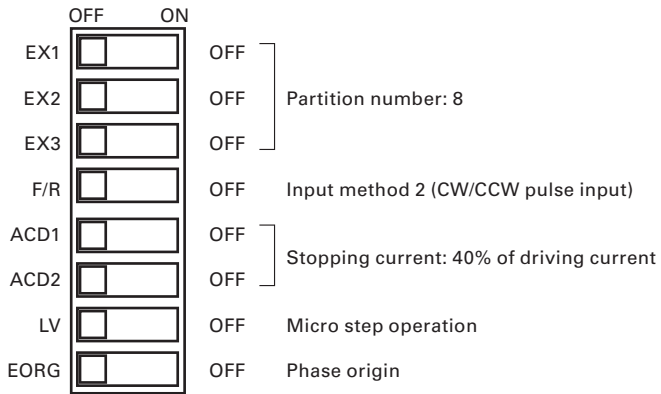 OFF ON
EX1 OFF
EX2 OFF Partition number: 8
EX3 OFF
F/R OFF Input method 2 (CW/CCW pulse input)
ACD1 OFF
Stopping current: 40% of driving current
ACD2 OFF
LV OFF Micro step operation
EORG OFF Phase origin